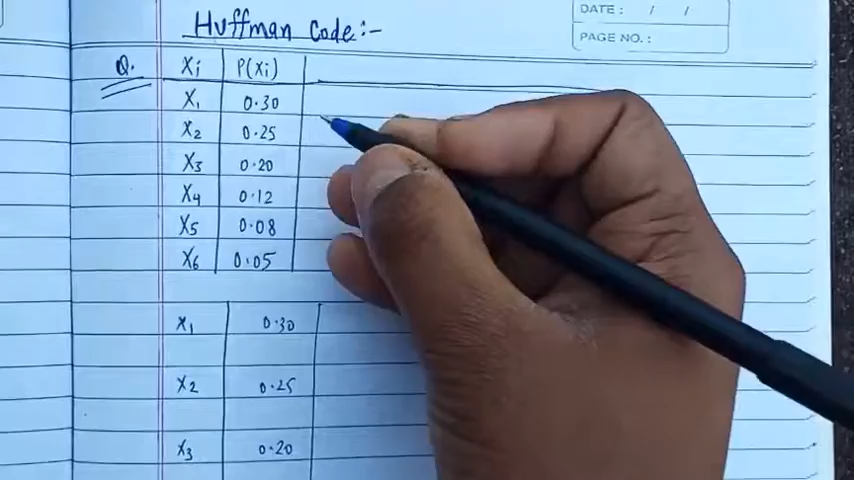 Huffman Code:-
DATE : / /
PAGE NO.:
Q. Xi P(Xi)
X1 0.30
X2 0.25
X3 0.20
X4 0.12
X5 0.08
X6 0.05
X1 0.30
X2 0.25
X3 0.20